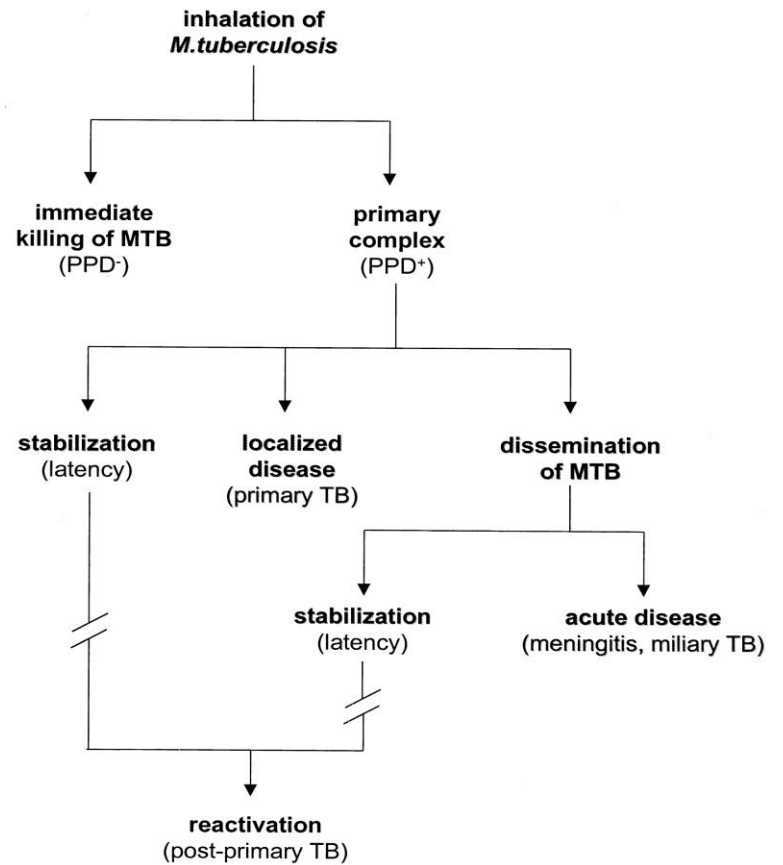 inhalation of
M.tuberculosis
immediate
killing of MTB
(PPD-)
primary
complex
(PPD+)
stabilization
(latency)
localized
disease
(primary TB)
dissemination
of MTB
stabilization
(latency)
acute disease
(meningitis, miliary TB)
reactivation
(post-primary TB)